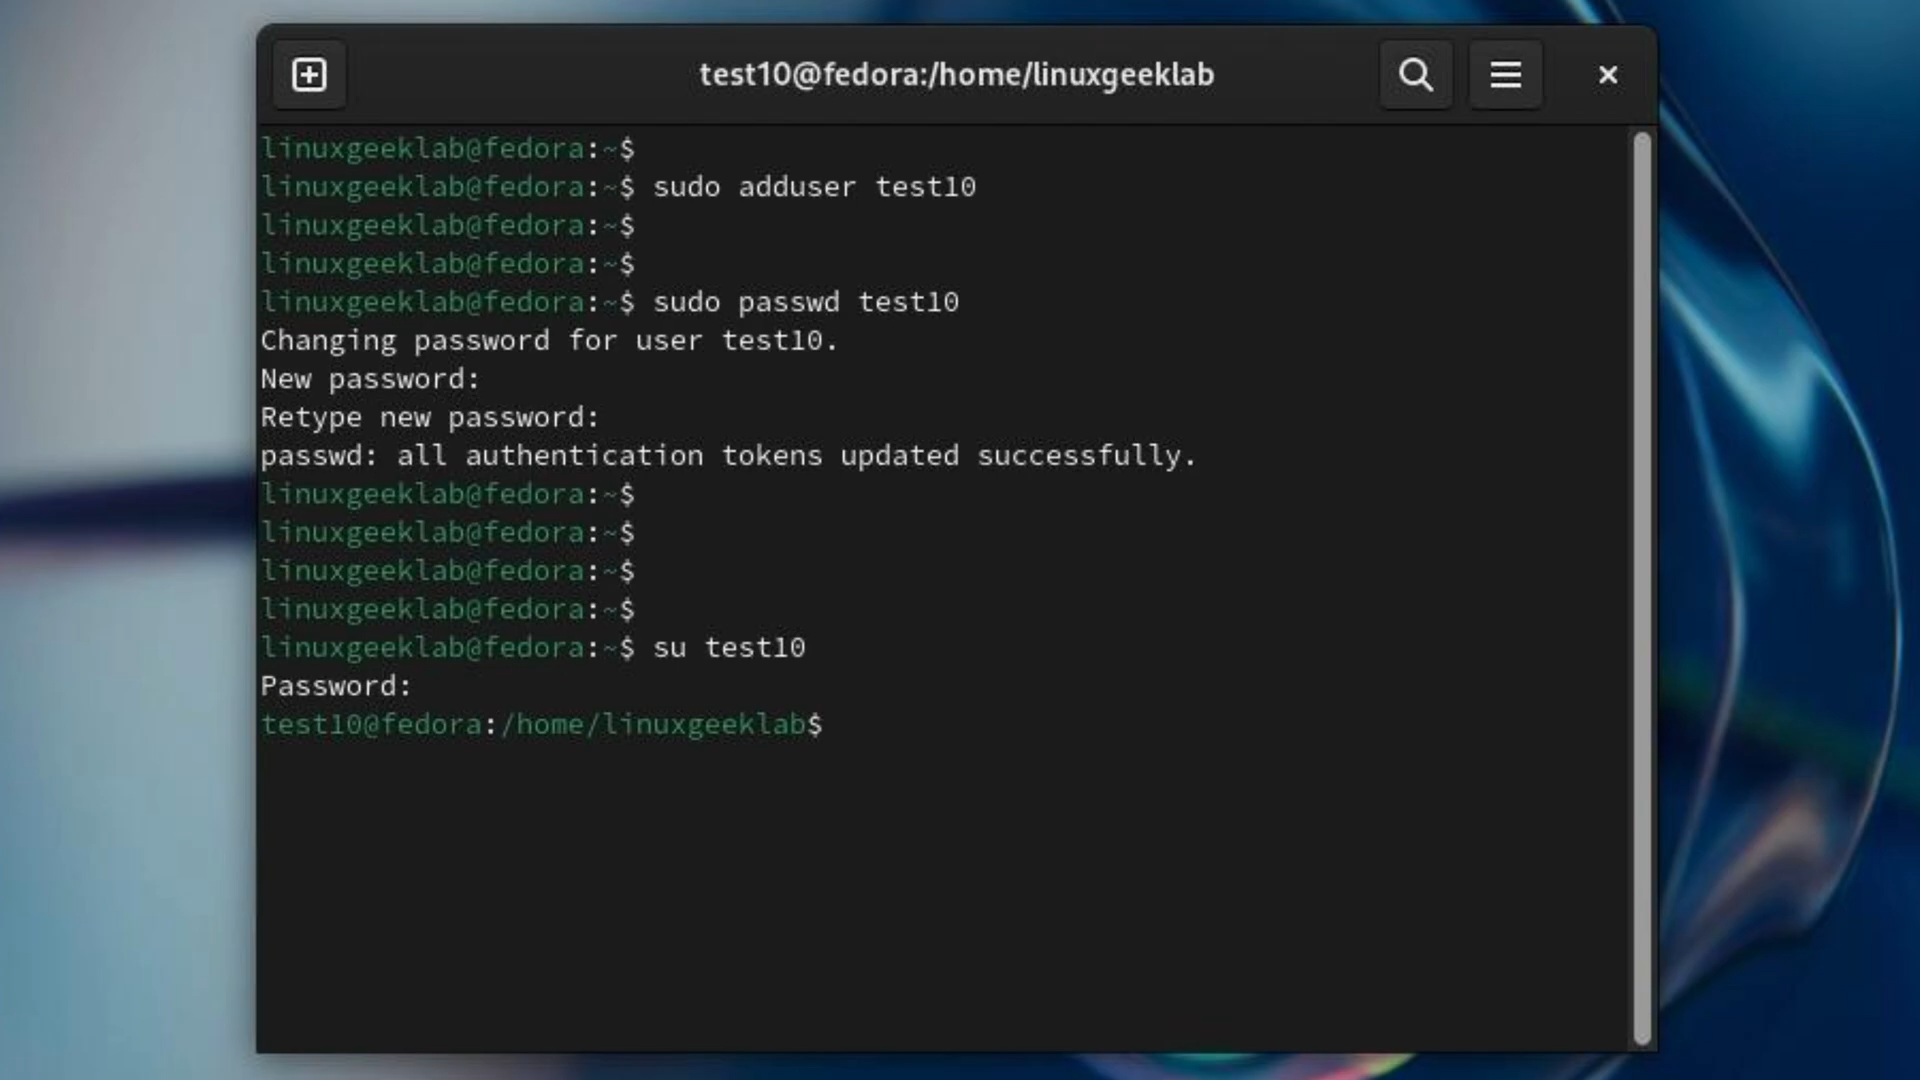 test10@fedora:/home/linuxgeeklab
linuxgeeklab@fedora:~$
linuxgeeklab@fedora:~$ sudo adduser test10
linuxgeeklab@fedora:~$
linuxgeeklab@fedora:~$
linuxgeeklab@fedora:~$ sudo passwd test10
Changing password for user test10.
New password:
Retype new password:
passwd: all authentication tokens updated successfully.
linuxgeeklab@fedora:~$
linuxgeeklab@fedora:~$
linuxgeeklab@fedora:~$
linuxgeeklab@fedora:~$
linuxgeeklab@fedora:~$ su test10
Password:
test10@fedora:/home/linuxgeeklab$